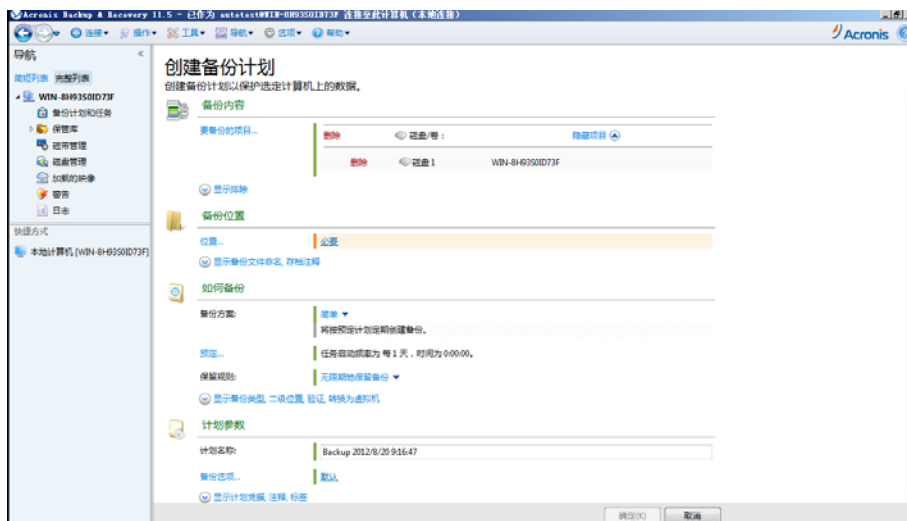 Acronis Backup & Recovery 11.5 - 已作为 autotest@WIN-8H93S0ID73F 连接至此计算机（本地连接）
连接 操作 工具 导航 选项 帮助
Acronis
导航
简短列表 完整列表
WIN-8H93S0ID73F
备份计划和任务
保管库
磁带管理
磁盘管理
加载的映像
警告
日志
快捷方式
本地计算机 [WIN-8H93S0ID73F]
创建备份计划
创建备份计划以保护选定计算机上的数据。
备份内容
要备份的项目...
删除 磁盘/卷： 隐藏项目
删除 磁盘 1 WIN-8H93S0ID73F
显示排除
备份位置
位置... 必要
显示备份文件命名, 存档注释
如何备份
备份方案: 简单
将按预定计划定期创建备份。
预定... 任务启动频率为 每 1 天，时间为 0:00:00。
保留规则: 无限期地保留备份
显示备份类型, 二级位置, 验证, 转换为虚拟机
计划参数
计划名称: Backup 2012/8/20 9:16:47
备份选项... 默认
显示计划凭据, 注释, 标签
确定(K) 取消